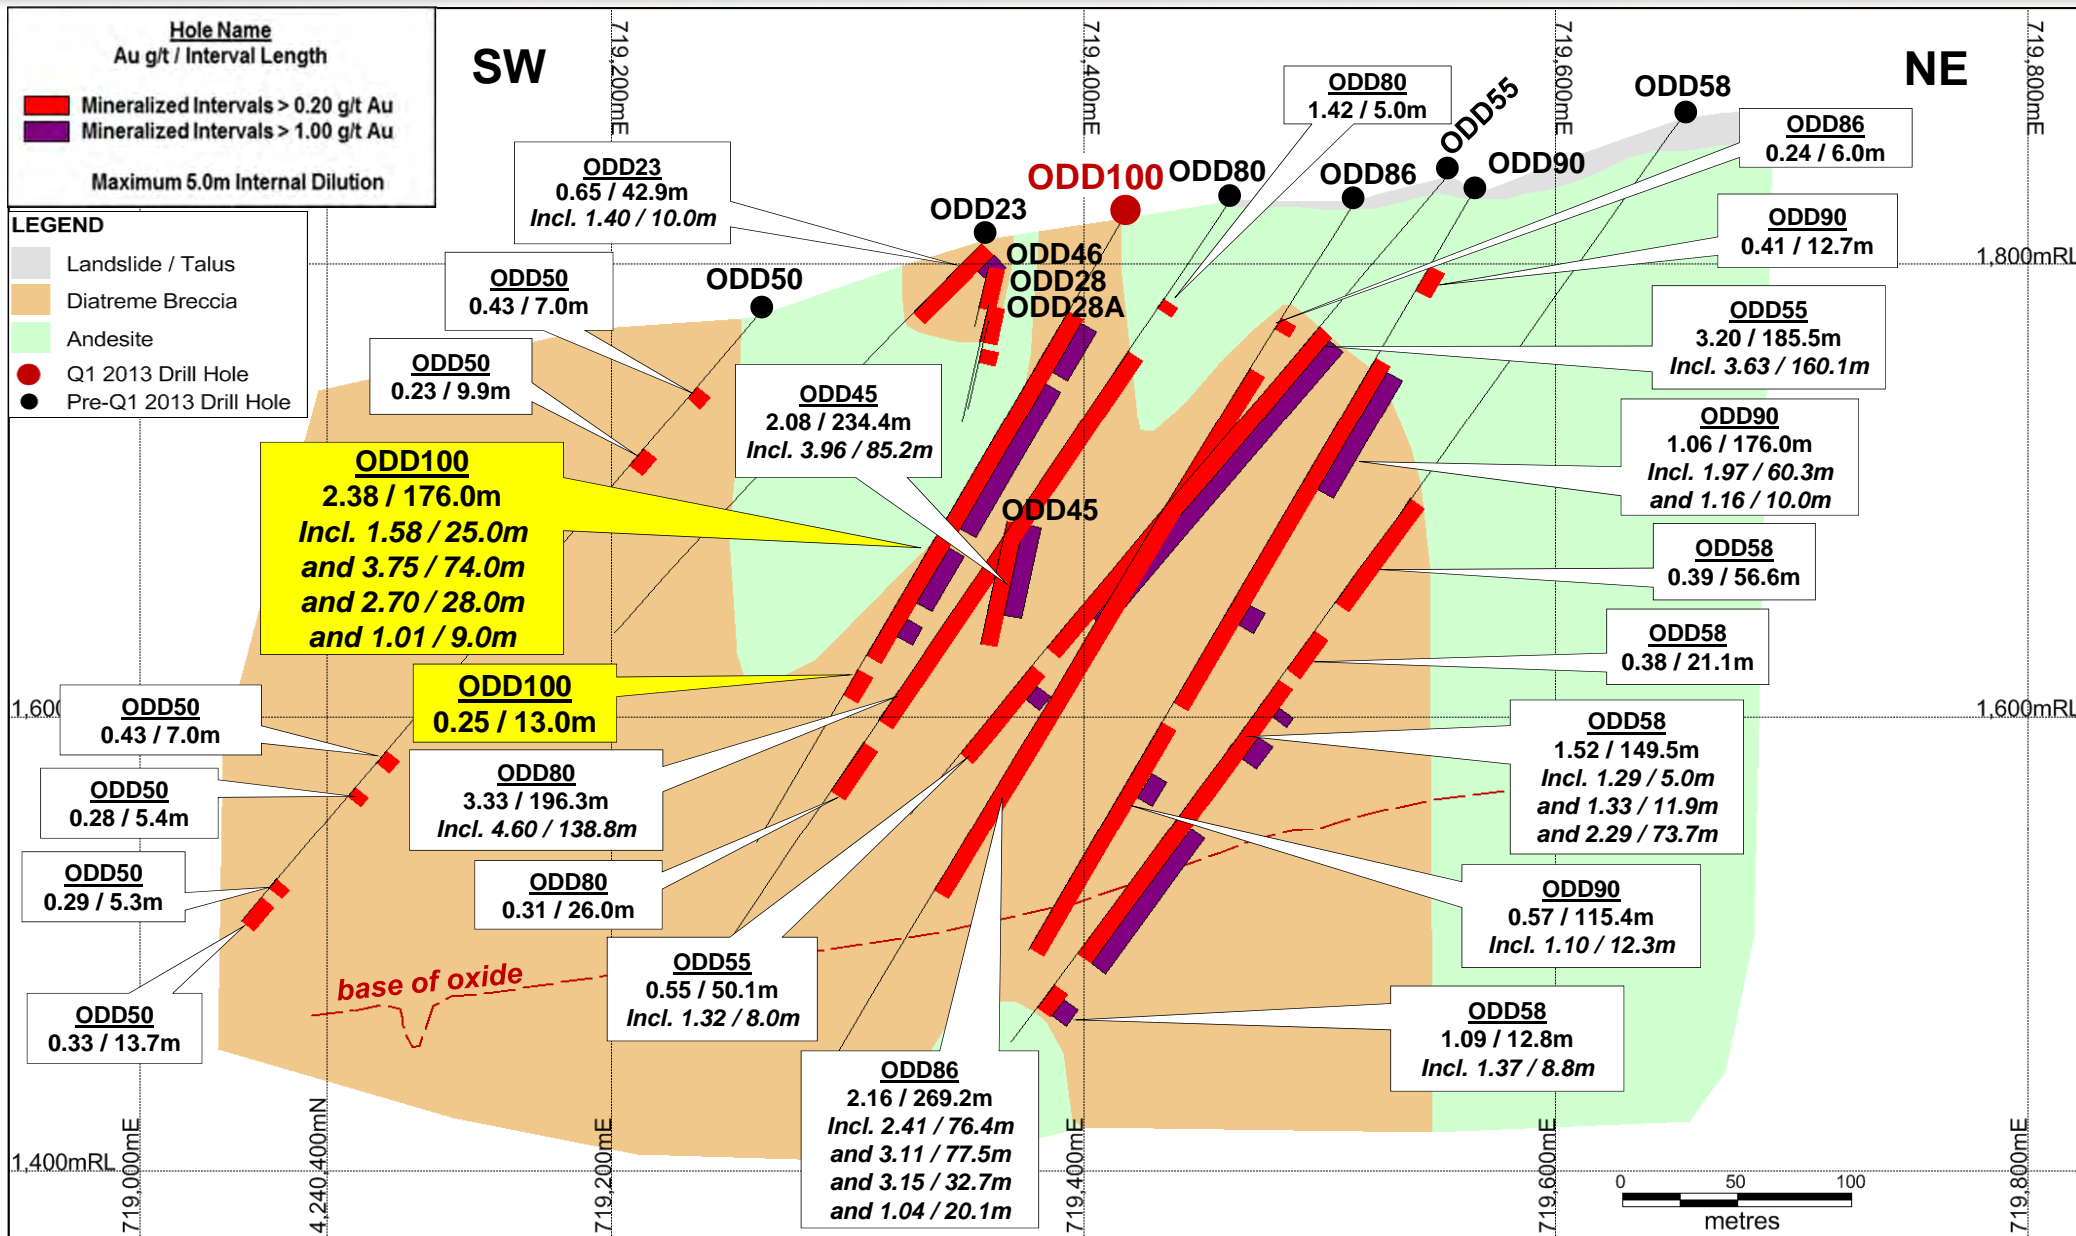 Hole Name
Au g/t / Interval Length
Mineralized Intervals > 0.20 g/t Au
Mineralized Intervals > 1.00 g/t Au
Maximum 5.0m Internal Dilution
LEGEND
Landslide / Talus
Diatreme Breccia
Andesite
Q1 2013 Drill Hole
Pre-Q1 2013 Drill Hole
SW
NE
719,200mE
719,400mE
719,600mE
719,800mE
ODD23
ODD100
ODD80
ODD86
ODD55
ODD90
ODD58
ODD50
ODD46
ODD28
ODD28A
ODD45
ODD23
0.65 / 42.9m
Incl. 1.40 / 10.0m
ODD80
1.42 / 5.0m
ODD86
0.24 / 6.0m
ODD90
0.41 / 12.7m
1,800mRL
ODD50
0.43 / 7.0m
ODD50
0.23 / 9.9m
ODD45
2.08 / 234.4m
Incl. 3.96 / 85.2m
ODD55
3.20 / 185.5m
Incl. 3.63 / 160.1m
ODD90
1.06 / 176.0m
Incl. 1.97 / 60.3m
and 1.16 / 10.0m
ODD100
2.38 / 176.0m
Incl. 1.58 / 25.0m
and 3.75 / 74.0m
and 2.70 / 28.0m
and 1.01 / 9.0m
ODD58
0.39 / 56.6m
ODD58
0.38 / 21.1m
ODD100
0.25 / 13.0m
1,600
1,600mRL
ODD50
0.43 / 7.0m
ODD50
0.28 / 5.4m
ODD50
0.29 / 5.3m
ODD50
0.33 / 13.7m
ODD80
3.33 / 196.3m
Incl. 4.60 / 138.8m
ODD80
0.31 / 26.0m
ODD58
1.52 / 149.5m
Incl. 1.29 / 5.0m
and 1.33 / 11.9m
and 2.29 / 73.7m
ODD90
0.57 / 115.4m
Incl. 1.10 / 12.3m
ODD55
0.55 / 50.1m
Incl. 1.32 / 8.0m
base of oxide
ODD58
1.09 / 12.8m
Incl. 1.37 / 8.8m
ODD86
2.16 / 269.2m
Incl. 2.41 / 76.4m
and 3.11 / 77.5m
and 3.15 / 32.7m
and 1.04 / 20.1m
1,400mRL
719,000mE
4,240,400mN
719,200mE
719,400mE
719,600mE
719,800mE
0 50 100
metres